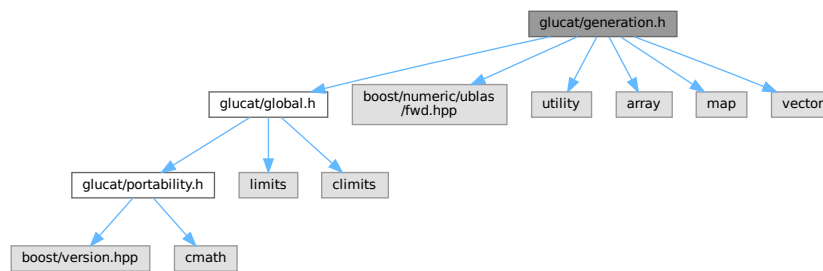 glucat/generation.h
glucat/global.h
boost/numeric/ublas
/fwd.hpp
utility
array
map
vector
glucat/portability.h
limits
climits
boost/version.hpp
cmath